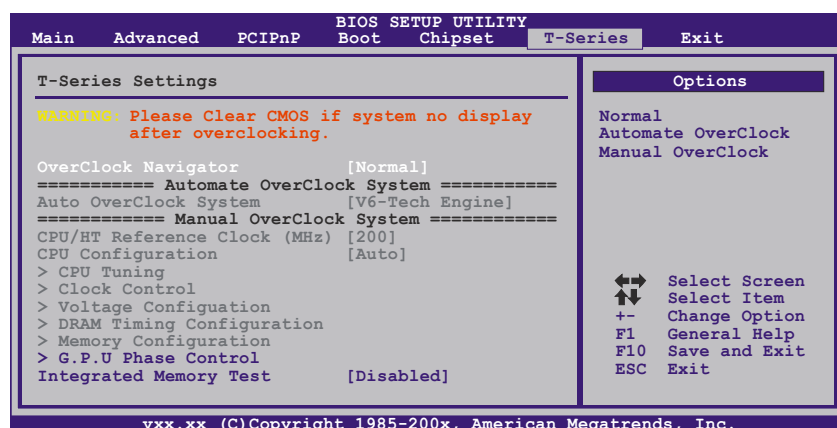 BIOS SETUP UTILITY
Main Advanced PCIPnP Boot Chipset T-Series Exit
T-Series Settings
WARNING: Please Clear CMOS if system no display
after overclocking.
OverClock Navigator [Normal]
=========== Automate OverClock System ===========
Auto OverClock System [V6-Tech Engine]
============ Manual OverClock System ============
CPU/HT Reference Clock (MHz) [200]
CPU Configuration [Auto]
> CPU Tuning
> Clock Control
> Voltage Configuation
> DRAM Timing Configuration
> Memory Configuration
> G.P.U Phase Control
Integrated Memory Test [Disabled]
Options
Normal
Automate OverClock
Manual OverClock
Select Screen
Select Item
+- Change Option
F1 General Help
F10 Save and Exit
ESC Exit
vxx.xx (C)Copyright 1985-200x, American Megatrends, Inc.